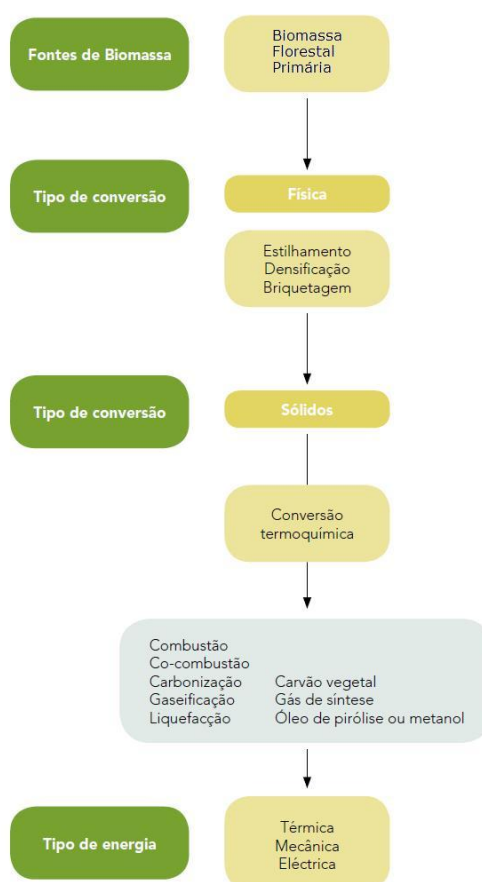 Fontes de Biomassa
Biomassa
Florestal
Primária
Tipo de conversão
Física
Estilhamento
Densificação
Briquetagem
Tipo de conversão
Sólidos
Conversão
termoquímica
Combustão
Co-combustão
Carbonização Carvão vegetal
Gaseificação Gás de síntese
Liquefacção Óleo de pirólise ou metanol
Tipo de energia
Térmica
Mecânica
Eléctrica